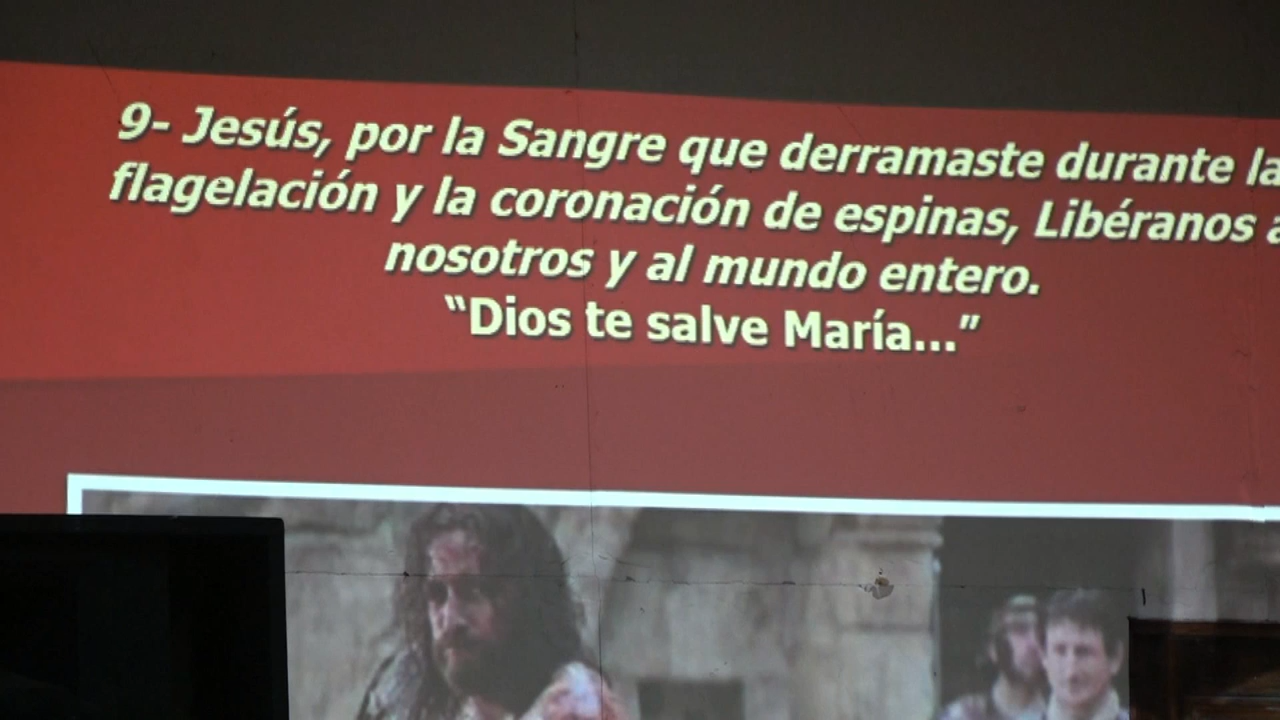 9- Jesús, por la Sangre que derramaste durante la
flagelación y la coronación de espinas, Libéranos a
nosotros y al mundo entero.
“Dios te salve María...”